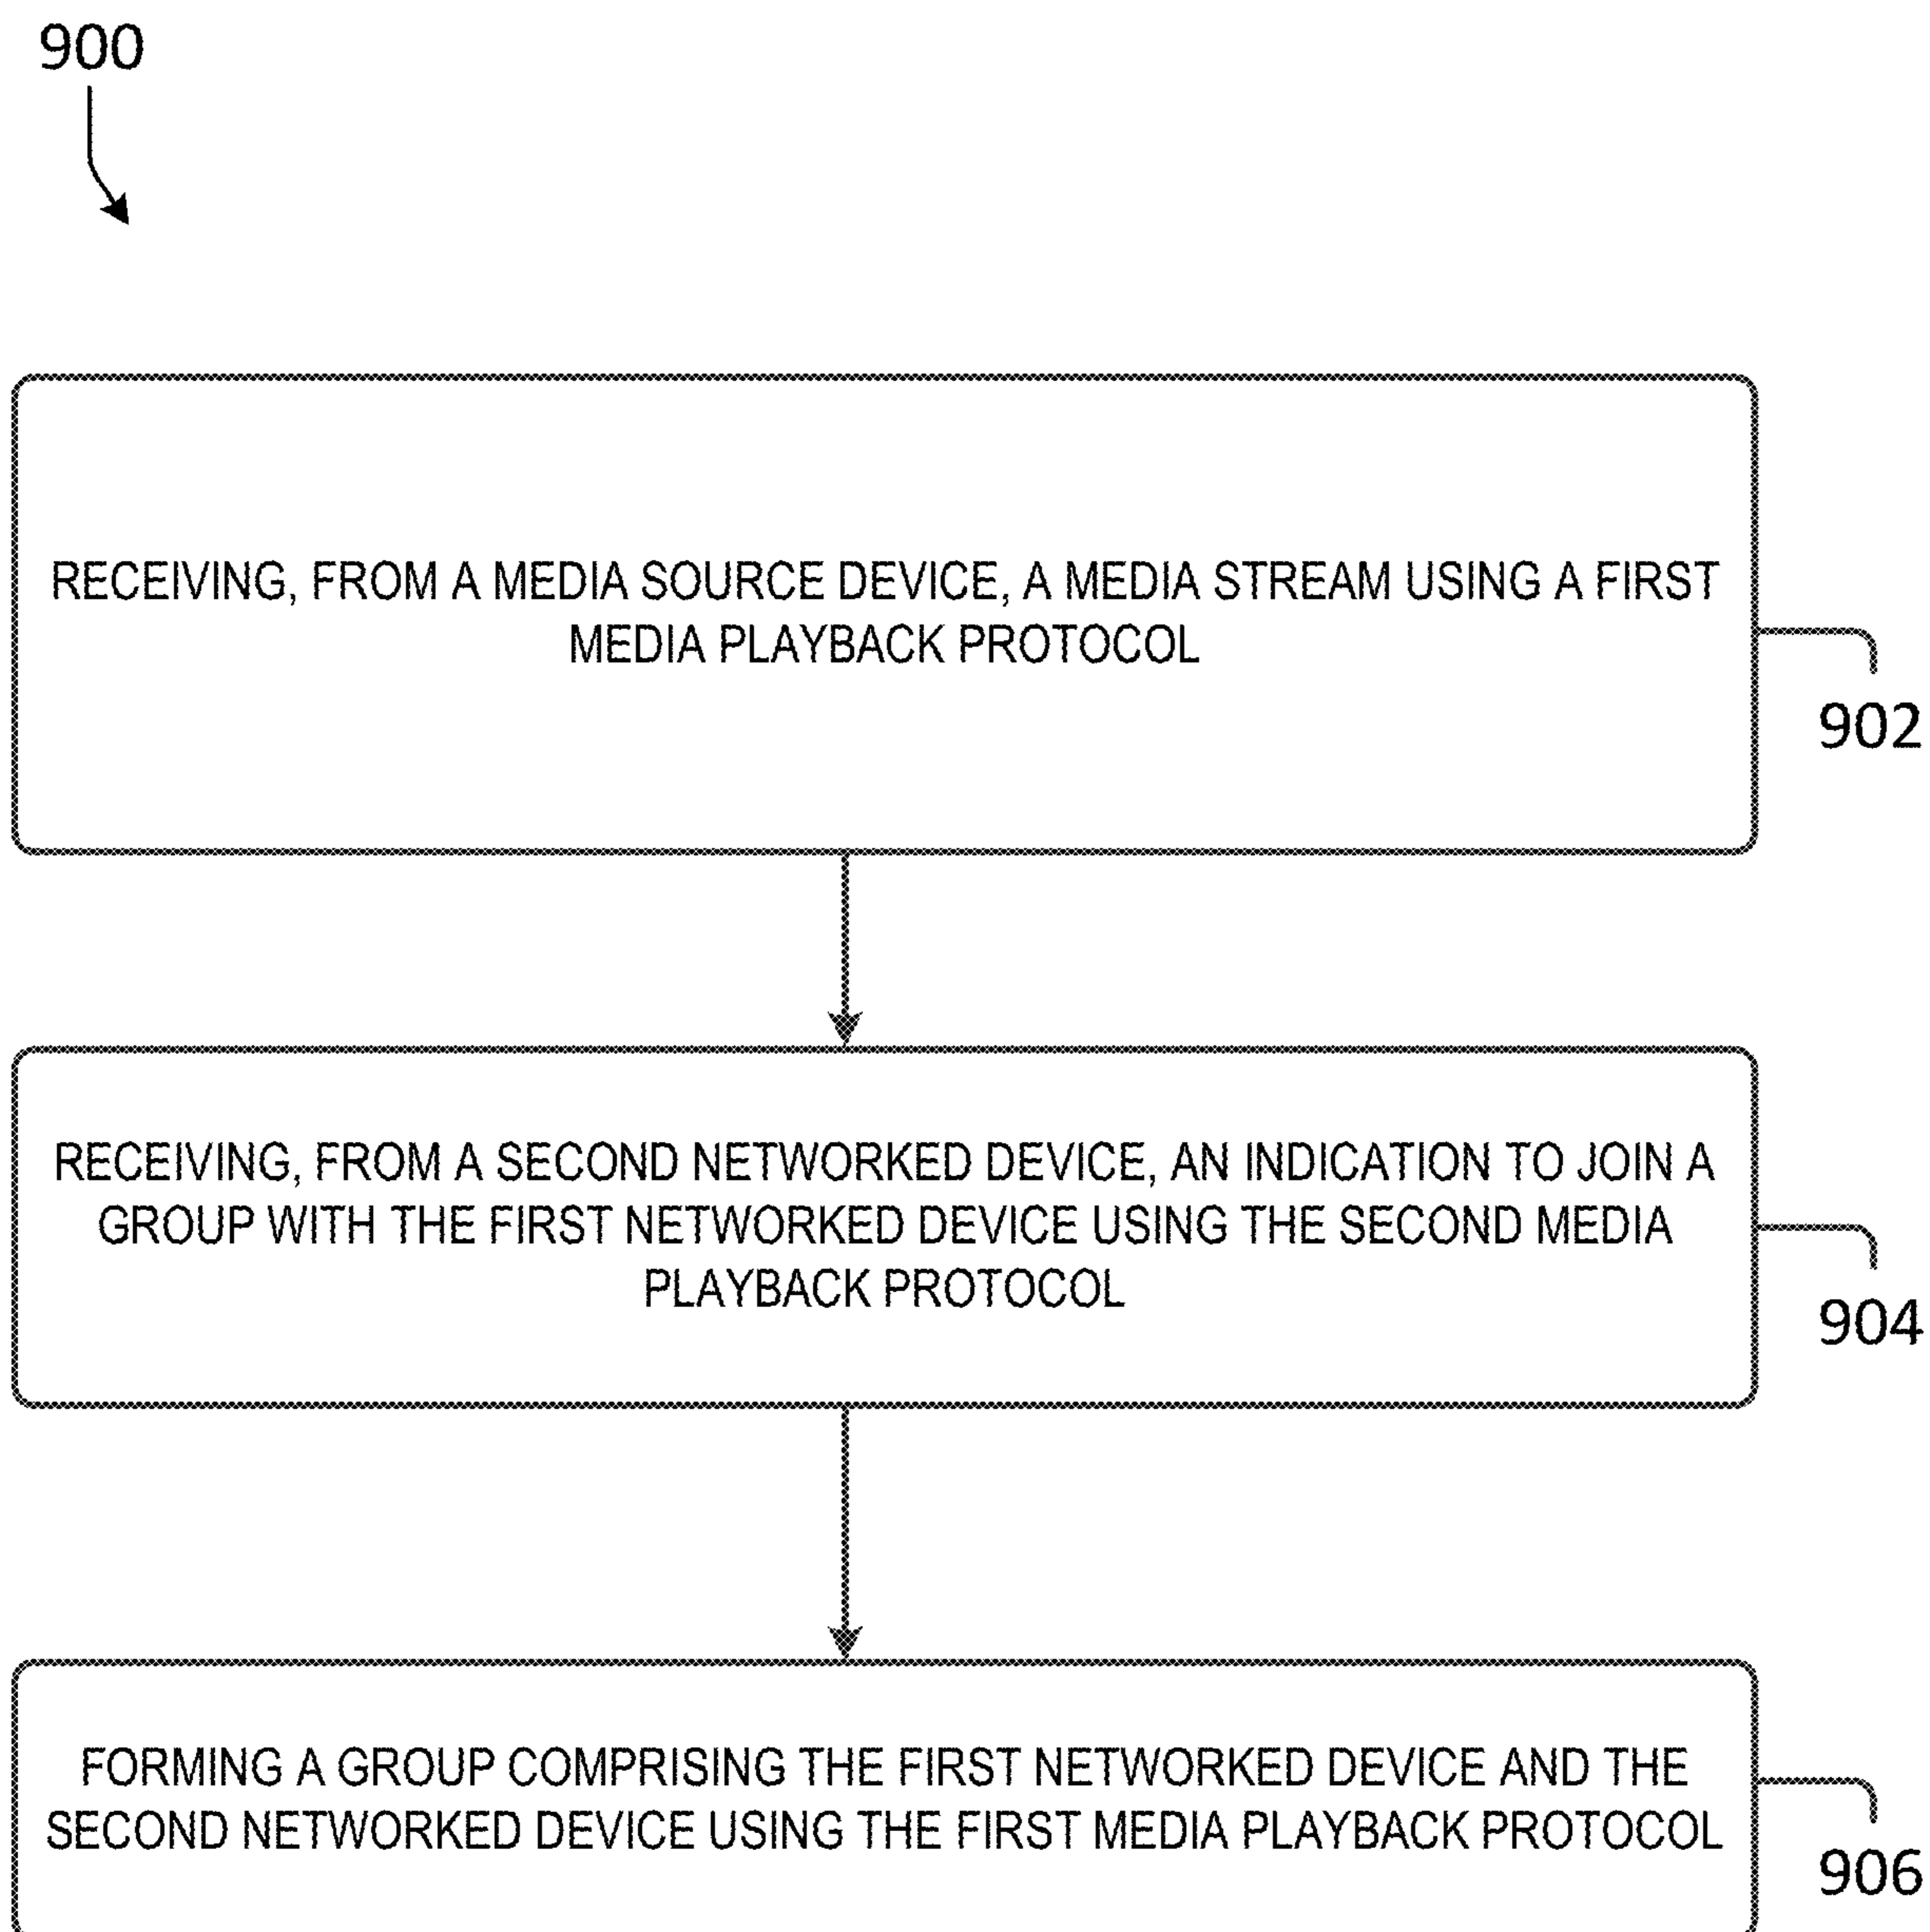 900
RECEIVING, FROM A MEDIA SOURCE DEVICE, A MEDIA STREAM USING A FIRST
MEDIA PLAYBACK PROTOCOL
902
RECEIVING, FROM A SECOND NETWORKED DEVICE, AN INDICATION TO JOIN A
GROUP WITH THE FIRST NETWORKED DEVICE USING THE SECOND MEDIA
PLAYBACK PROTOCOL
904
FORMING A GROUP COMPRISING THE FIRST NETWORKED DEVICE AND THE
SECOND NETWORKED DEVICE USING THE FIRST MEDIA PLAYBACK PROTOCOL
906